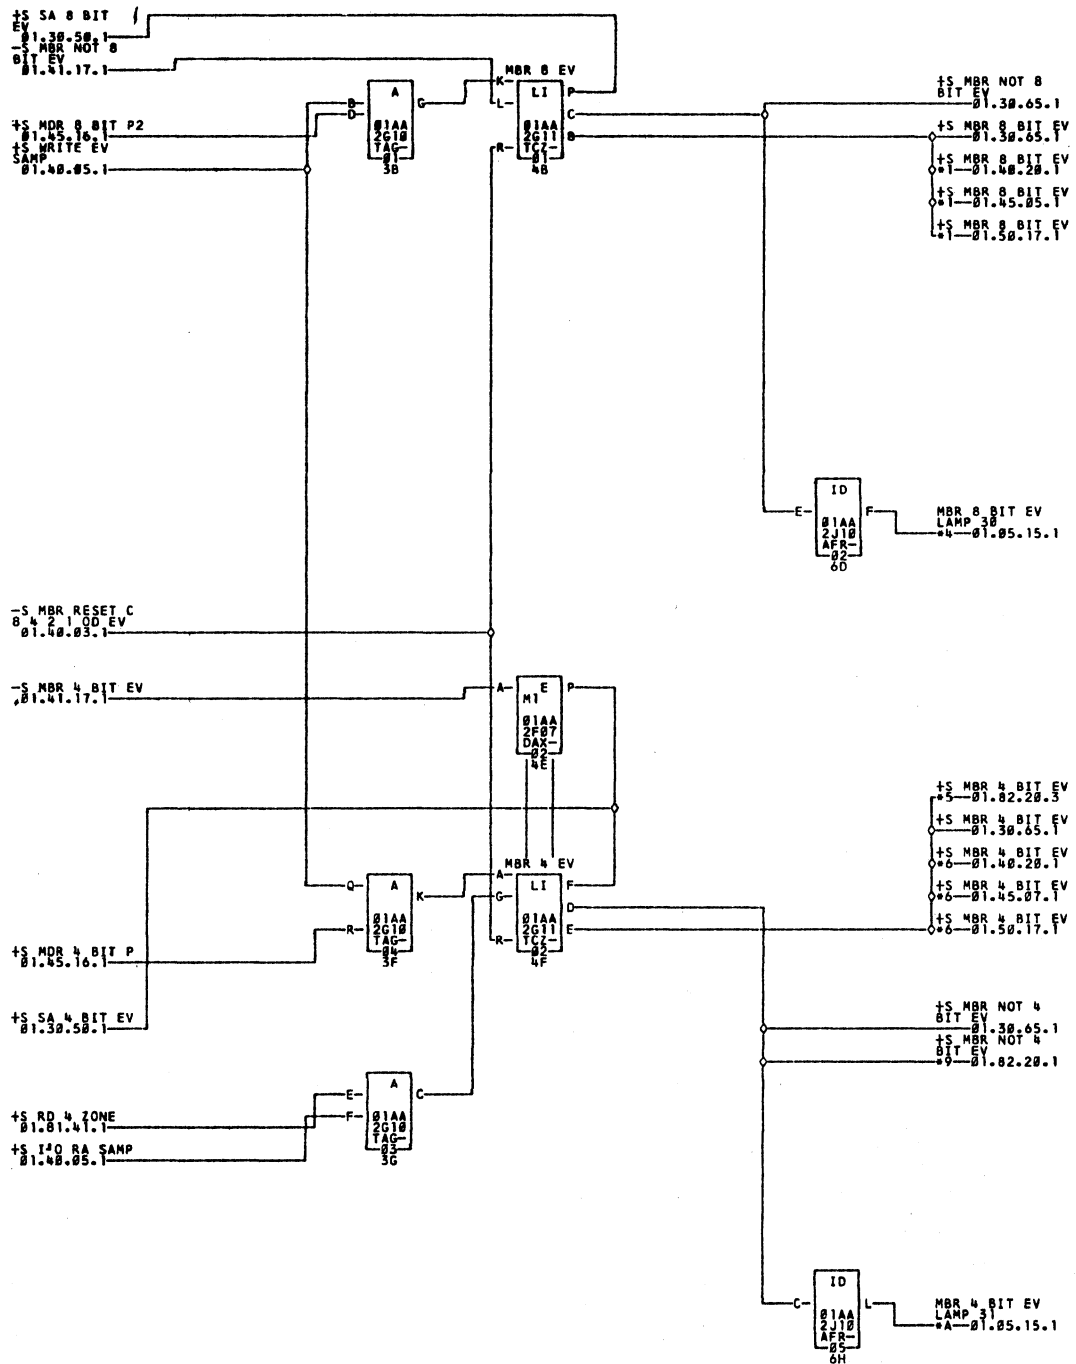 +S SA 8 BIT
EV
01.30.50.1
-S MBR NOT 8
BIT EV
01.41.17.1
+S MDR 8 BIT P2
01.45.16.1
+S WRITE EV
SAMP
01.40.05.1
B
D
A
01AA
2G10
TAG-
01
3B
G
MBR 8 EV
K
L
R
LI
01AA
2G11
TCZ-
01
4B
P
C
B
+S MBR NOT 8
BIT EV
01.30.65.1
+S MBR 8 BIT EV
01.30.65.1
+S MBR 8 BIT EV
*1-01.40.20.1
+S MBR 8 BIT EV
*1-01.45.05.1
+S MBR 8 BIT EV
*1-01.50.17.1
E
ID
01AA
2J10
AFR-
02
6D
F
MBR 8 BIT EV
LAMP 30
*4-01.05.15.1
-S MBR RESET C
8 4 2 1 OD EV
01.40.03.1
-S MBR 4 BIT EV
01.41.17.1
A
E
M1
01AA
2F07
DAX-
02
4E
P
MBR 4 EV
A
G
R
LI
01AA
2G11
TCZ-
02
4F
F
D
E
Q
R
A
01AA
2G10
TAG-
04
3F
K
+S MBR 4 BIT EV
*5-01.82.20.3
+S MBR 4 BIT EV
01.30.65.1
+S MBR 4 BIT EV
*6-01.40.20.1
+S MBR 4 BIT EV
*6-01.45.07.1
+S MBR 4 BIT EV
*6-01.50.17.1
+S MDR 4 BIT P
01.45.16.1
+S SA 4 BIT EV
01.30.50.1
+S MBR NOT 4
BIT EV
01.30.65.1
+S MBR NOT 4
BIT EV
*9-01.82.20.1
+S RD 4 ZONE
01.81.41.1
+S I*O RA SAMP
01.40.05.1
E
F
A
01AA
2G10
TAG-
03
3G
C
C
ID
01AA
2J10
AFR-
05
6H
L
MBR 4 BIT EV
LAMP 31
*A-01.05.15.1